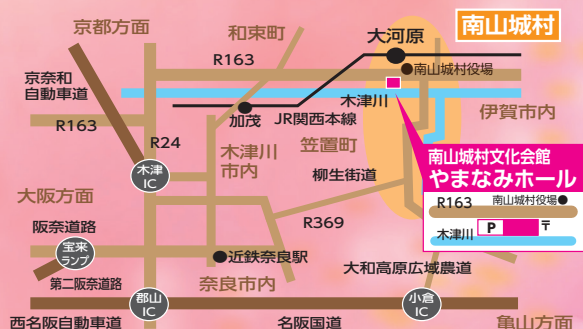 南山城村
京都方面
和束町
大河原
R163
南山城村役場
京奈和
自動車道
木津川
伊賀市内
加茂
JR関西本線
R163
R24
木津川
市内
笠置町
南山城村文化会館
やまなみホール
木津
IC
柳生街道
大阪方面
R163
南山城村役場
P
〒
木津川
R369
阪奈道路
宝来
ランプ
近鉄奈良駅
大和高原広域農道
第二阪奈道路
奈良市内
郡山
IC
小倉
IC
西名阪自動車道
名阪国道
亀山方面